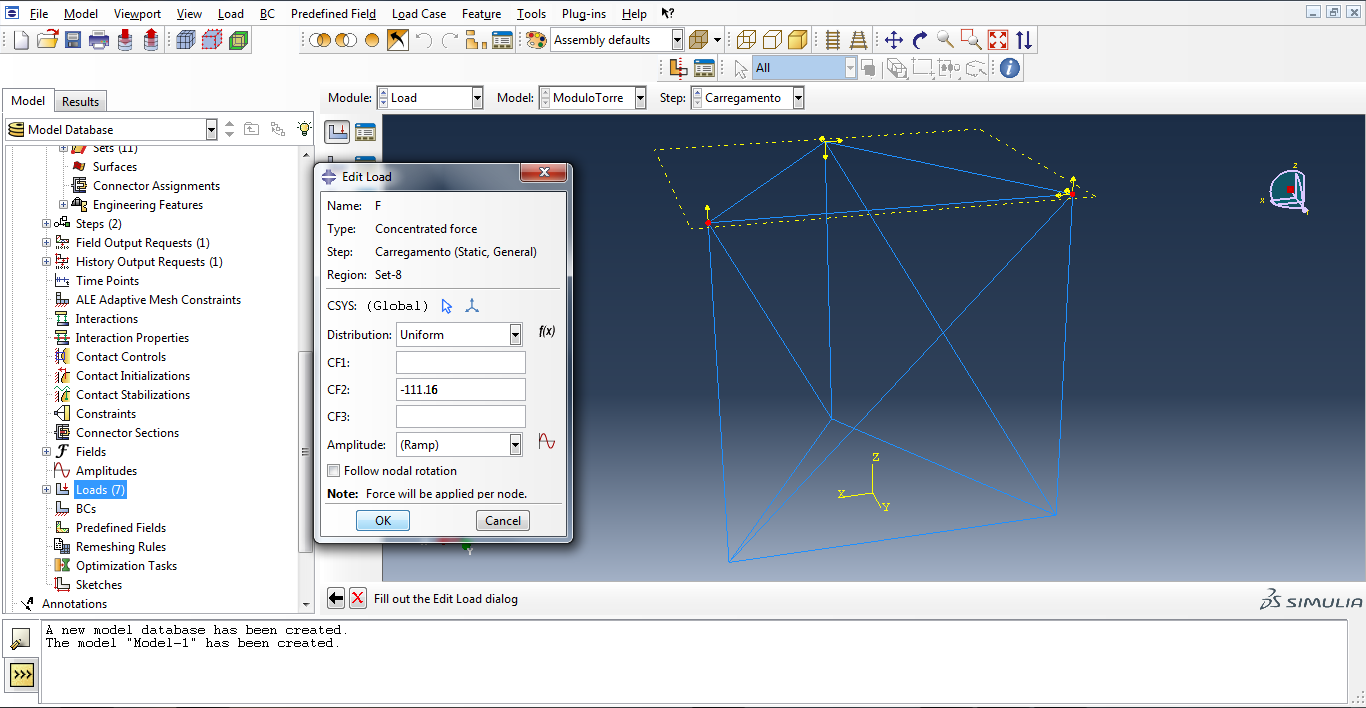 File Model Viewport View Load BC Predefined Field Load Case Feature Tools Plug-ins Help ?
Assembly defaults
All
Model Results
Module: Load Model: ModuloTorre Step: Carregamento
Model Database
Sets (11)
Surfaces
Connector Assignments
Engineering Features
Steps (2)
Field Output Requests (1)
History Output Requests (1)
Time Points
ALE Adaptive Mesh Constraints
Interactions
Interaction Properties
Contact Controls
Contact Initializations
Contact Stabilizations
Constraints
Connector Sections
Fields
Amplitudes
Loads (7)
BCs
Predefined Fields
Remeshing Rules
Optimization Tasks
Sketches
Annotations
Edit Load
Name: F
Type: Concentrated force
Step: Carregamento (Static, General)
Region: Set-8
CSYS: (Global)
Distribution: Uniform f(x)
CF1:
CF2: -111.16
CF3:
Amplitude: (Ramp)
Follow nodal rotation
Note: Force will be applied per node.
OK Cancel
Z
X
Y
z
x
Y
Fill out the Edit Load dialog
SIMULIA
A new model database has been created.
The model "Model-1" has been created.
>>>